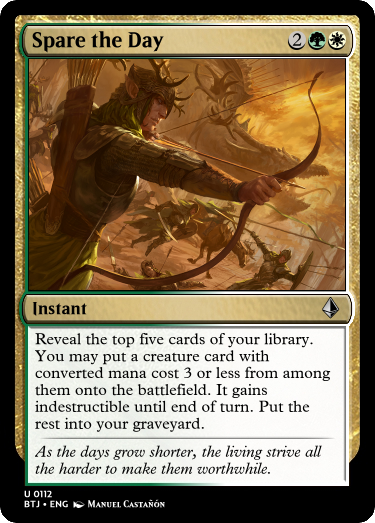 Spare the Day 2
Instant
Reveal the top five cards of your library.
You may put a creature card with
converted mana cost 3 or less from among
them onto the battlefield. It gains
indestructible until end of turn. Put the
rest into your graveyard.
As the days grow shorter, the living strive all
the harder to make them worthwhile.
U 0112
BTJ • ENG Manuel Castañón